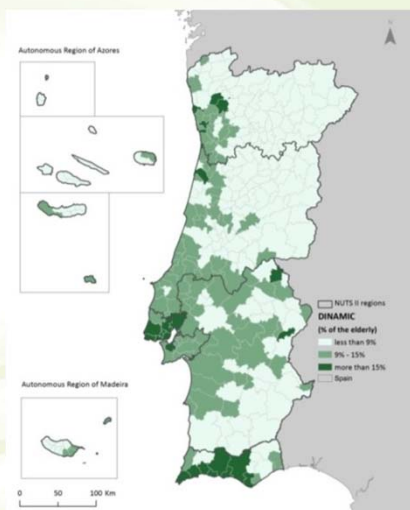 Autonomous Region of Azores
N
NUTS II regions
DINAMIC
(% of the elderly)
less than 9%
9% - 15%
more than 15%
Spain
Autonomous Region of Madeira
0 50 100 Km